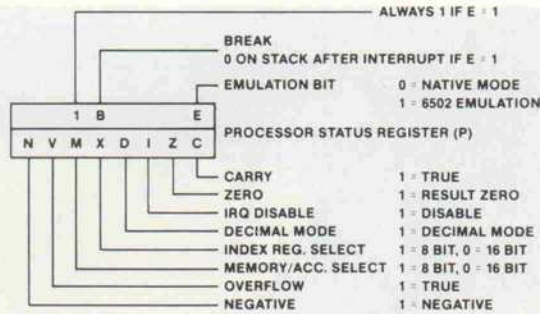 ALWAYS 1 IF E = 1
BREAK
0 ON STACK AFTER INTERRUPT IF E = 1
EMULATION BIT 0 = NATIVE MODE
1 = 6502 EMULATION
1 B E
PROCESSOR STATUS REGISTER (P)
N V M X D I Z C
CARRY 1 = TRUE
ZERO 1 = RESULT ZERO
IRQ DISABLE 1 = DISABLE
DECIMAL MODE 1 = DECIMAL MODE
INDEX REG. SELECT 1 = 8 BIT, 0 = 16 BIT
MEMORY/ACC. SELECT 1 = 8 BIT, 0 = 16 BIT
OVERFLOW 1 = TRUE
NEGATIVE 1 = NEGATIVE